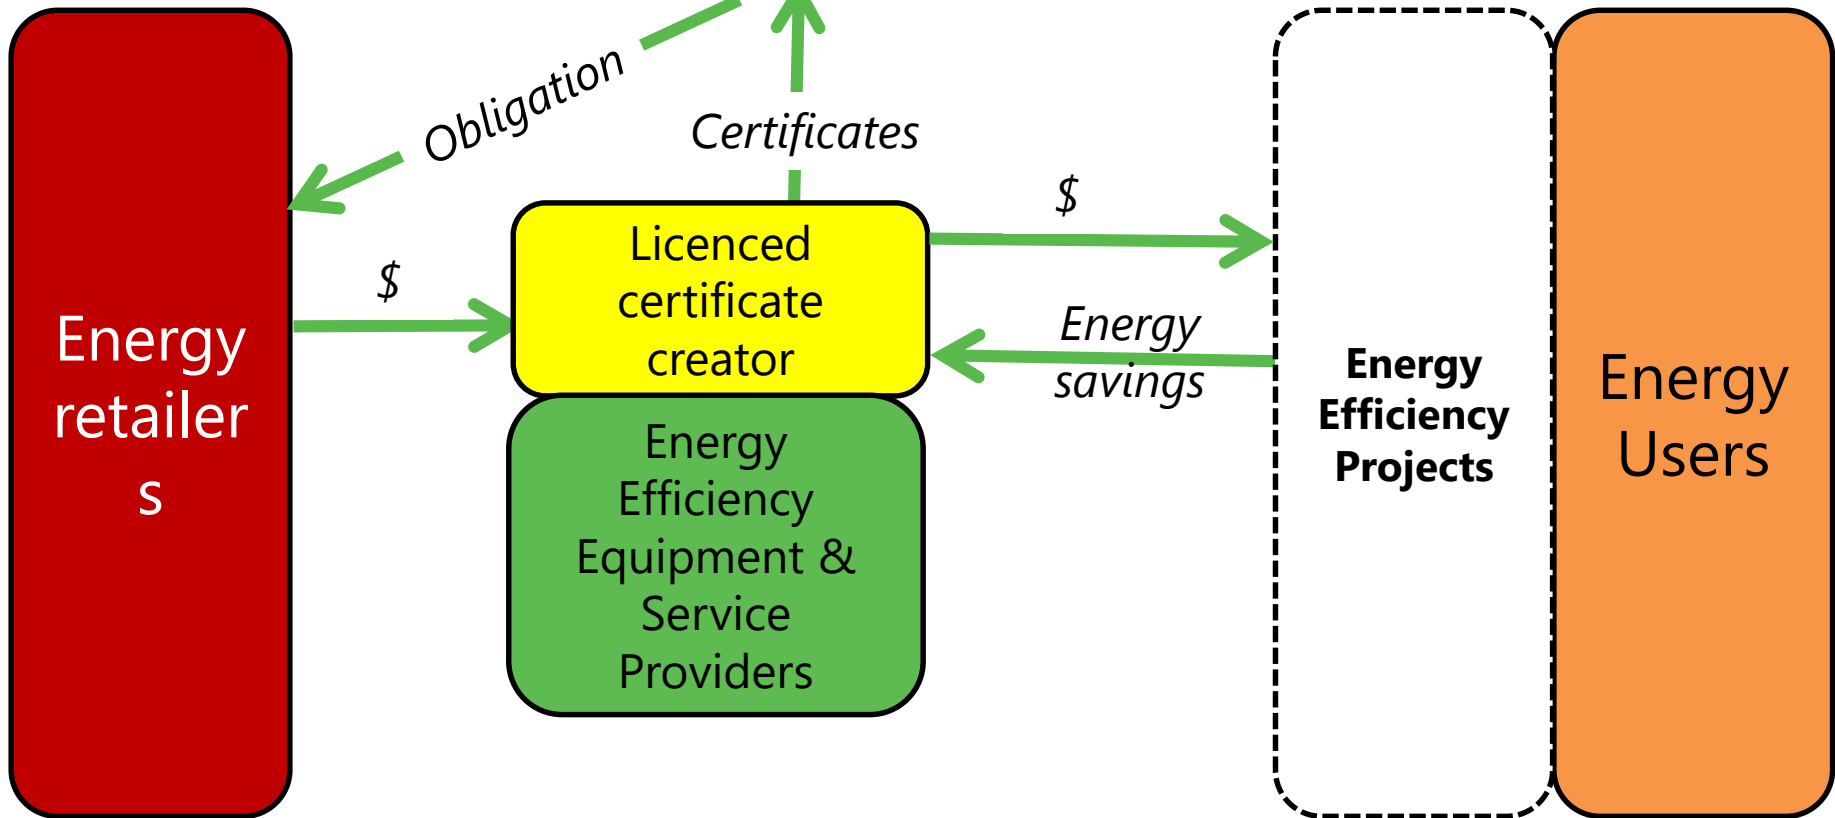 Obligation
Certificates
$
$
Energy
retailer
s
Licenced
certificate
creator
Energy
savings
Energy
Efficiency
Equipment &
Service
Providers
Energy
Efficiency
Projects
Energy
Users